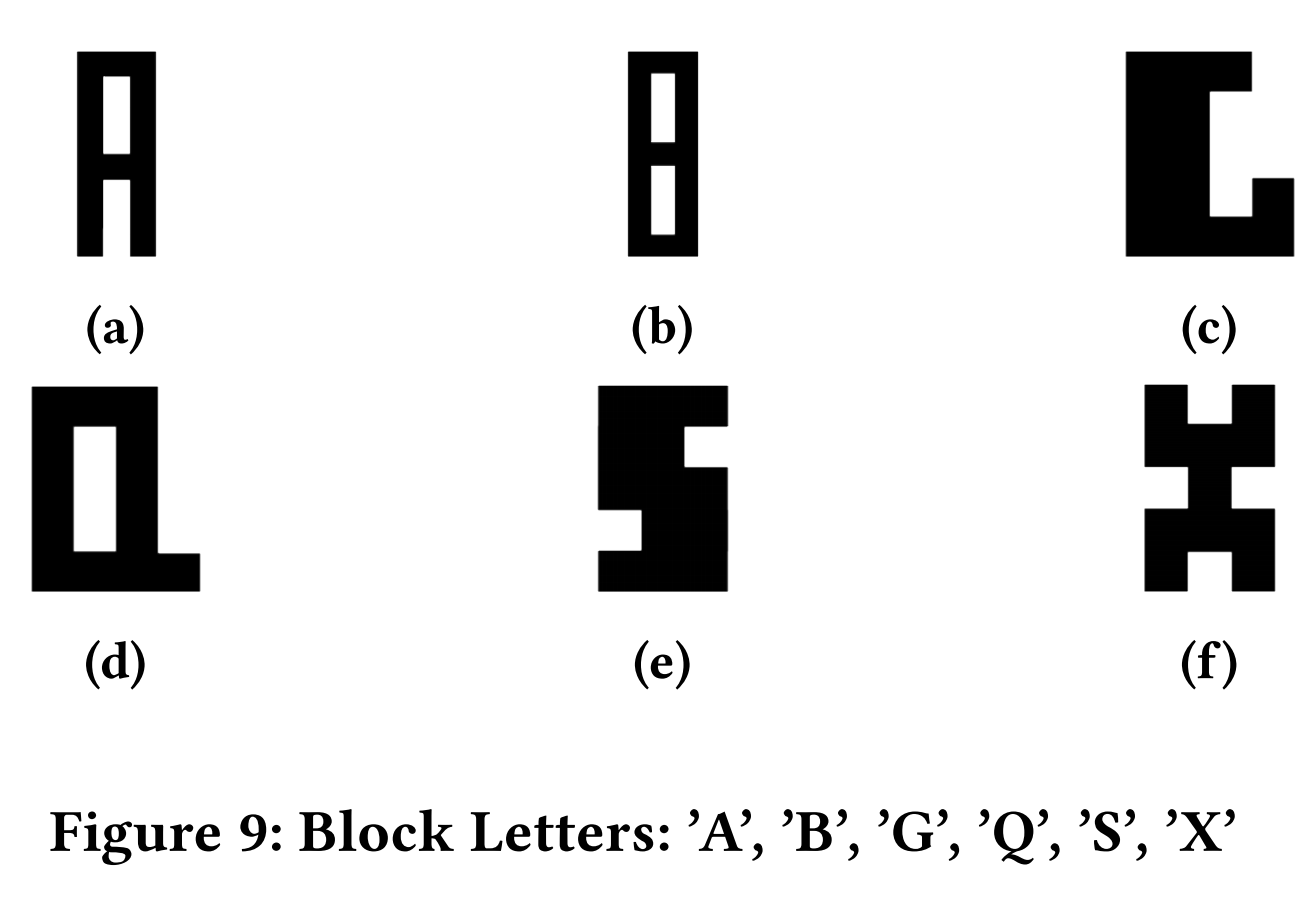 A B G
(a) (b) (c)
Q S X
(d) (e) (f)
Figure 9: Block Letters: ’A’, ’B’, ’G’, ’Q’, ’S’, ’X’